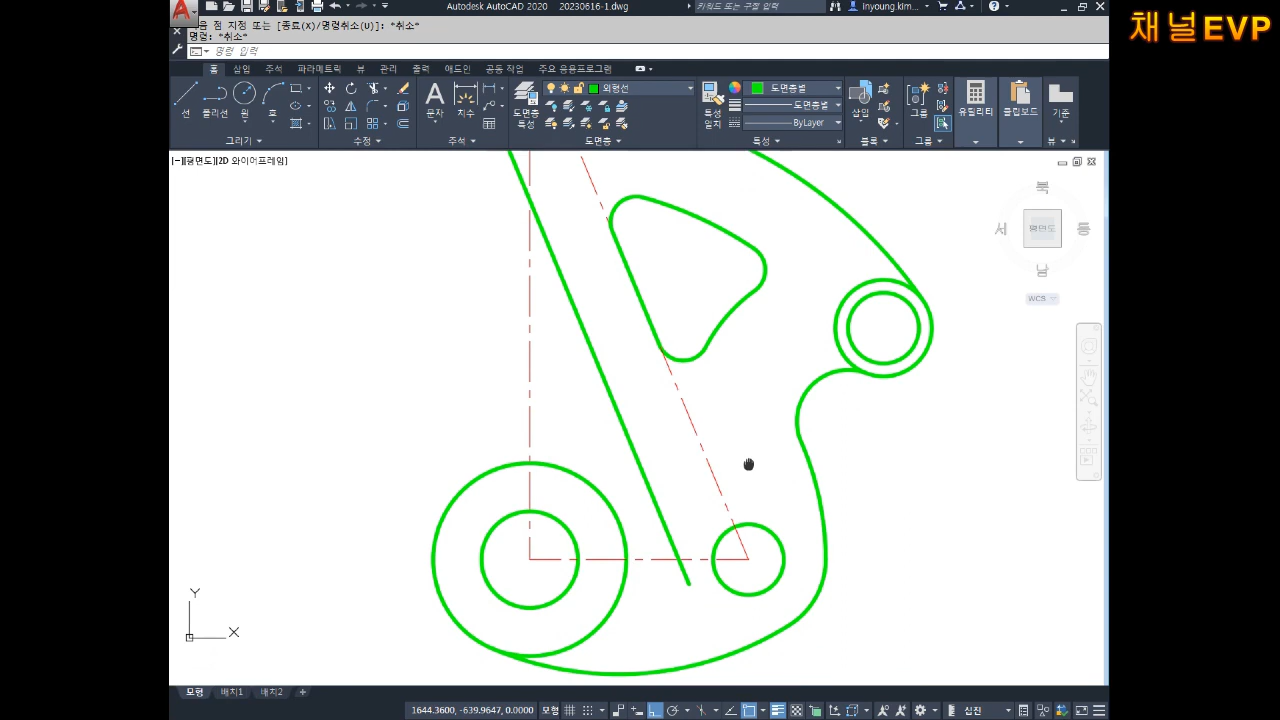 Autodesk AutoCAD 2020 20230616-1.dwg
키워드 또는 구절 입력
inyoung.kim...
채널EVP
음 점 지정 또는 [종료(X)/명령취소(U)]: *취소*
명령: *취소*
명령 입력
홈 삽입 주석 파라메트릭 뷰 관리 출력 애드인 공동 작업 주요 응용프로그램
선 폴리선 원 호
문자 치수
도면층 특성
외형선
특성 일치
도면층별
도면층별
ByLayer
삽입
그룹
유틸리티
클립보드
기준
그리기 수정 주석 도면층 특성 블록 그룹 뷰
[-][평면도][2D 와이어프레임]
북
서 평면도 동
남
WCS
Y
X
모형 배치1 배치2 +
1644.3600, -639.9647, 0.0000 모형 십진